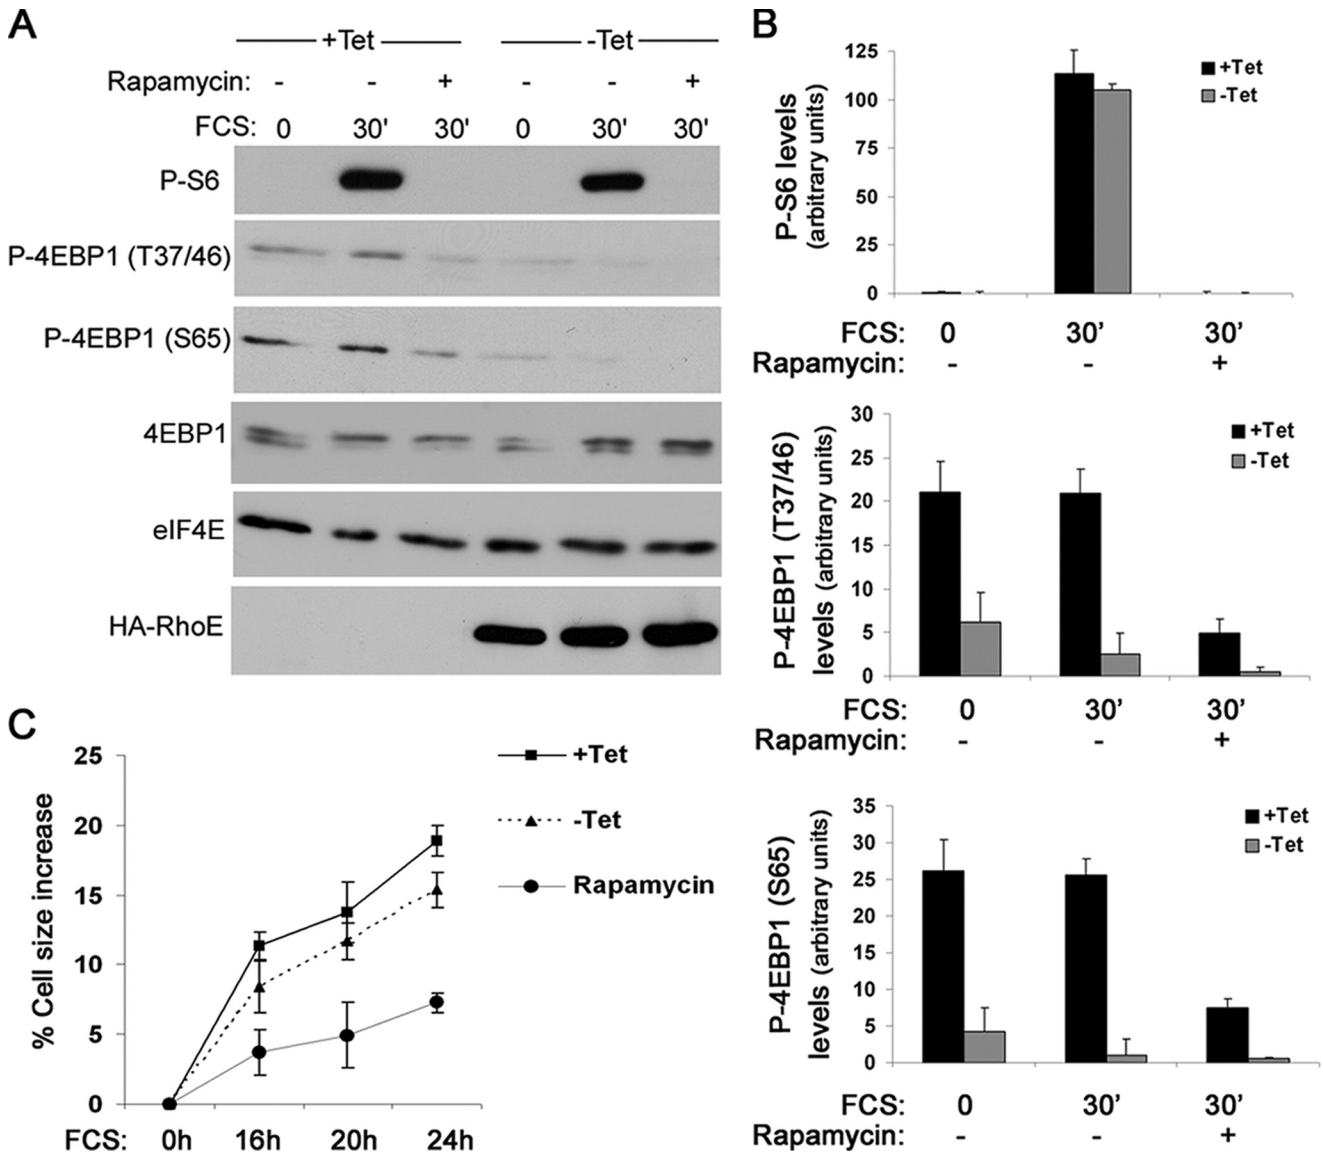 A
+Tet -Tet
Rapamycin: - - + - - +
FCS: 0 30' 30' 0 30' 30'
P-S6
P-4EBP1 (T37/46)
P-4EBP1 (S65)
4EBP1
eIF4E
HA-RhoE
B
P-S6 levels
(arbitrary units)
125
100
75
50
25
0
+Tet
-Tet
FCS: 0 30' 30'
Rapamycin: - - +
P-4EBP1 (T37/46)
levels (arbitrary units)
30
25
20
15
10
5
0
+Tet
-Tet
FCS: 0 30' 30'
Rapamycin: - - +
P-4EBP1 (S65)
levels (arbitrary units)
35
30
25
20
15
10
5
0
+Tet
-Tet
FCS: 0 30' 30'
Rapamycin: - - +
C
% Cell size increase
25
20
15
10
5
0
+Tet
-Tet
Rapamycin
FCS: 0h 16h 20h 24h